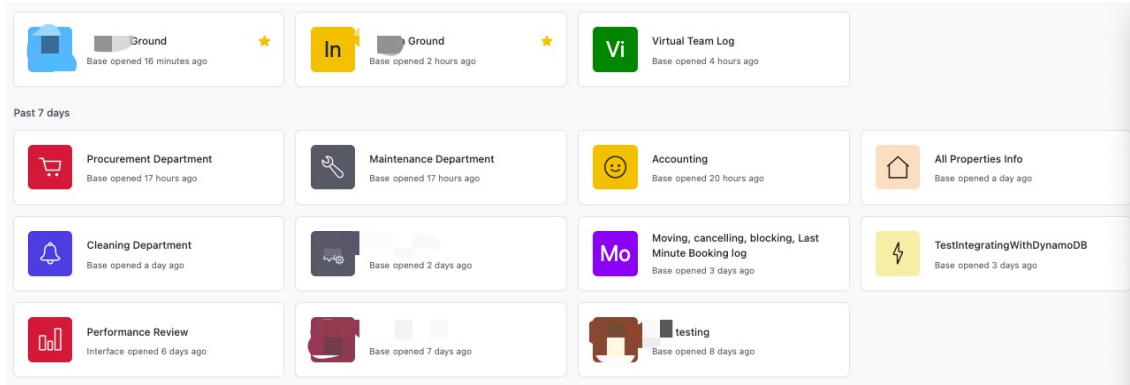 Ground
Base opened 16 minutes ago
In
Ground
Base opened 2 hours ago
Vi
Virtual Team Log
Base opened 4 hours ago
Past 7 days
Procurement Department
Base opened 17 hours ago
Maintenance Department
Base opened 17 hours ago
Accounting
Base opened 20 hours ago
All Properties Info
Base opened a day ago
Cleaning Department
Base opened a day ago
Base opened 2 days ago
Mo
Moving, cancelling, blocking, Last
Minute Booking log
Base opened 3 days ago
TestIntegratingWithDynamoDB
Base opened 3 days ago
Performance Review
Interface opened 6 days ago
Base opened 7 days ago
testing
Base opened 8 days ago